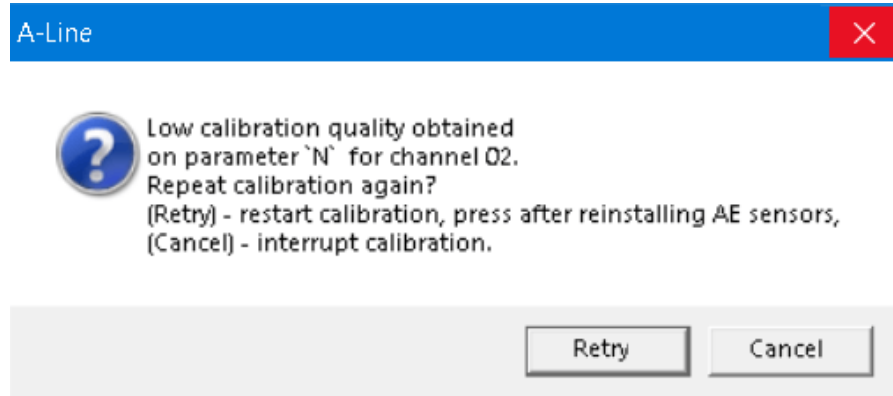 A-Line
Low calibration quality obtained
on parameter `N` for channel 02.
Repeat calibration again?
(Retry) - restart calibration, press after reinstalling AE sensors,
(Cancel) - interrupt calibration.
Retry
Cancel